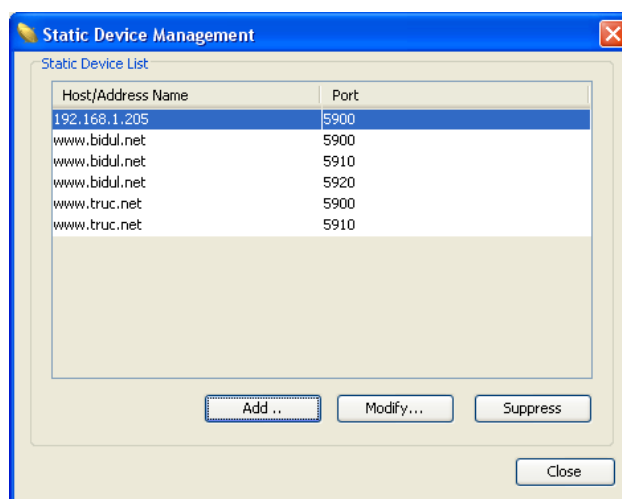 Static Device Management
Static Device List
Host/Address Name Port
192.168.1.205 5900
www.bidul.net 5900
www.bidul.net 5910
www.bidul.net 5920
www.truc.net 5900
www.truc.net 5910
Add .. Modify... Suppress
Close